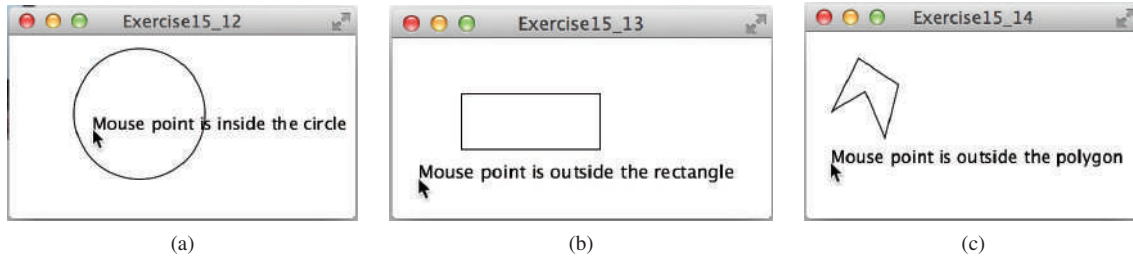 Exercise15_12
Mouse point is inside the circle
(a)
Exercise15_13
Mouse point is outside the rectangle
(b)
Exercise15_14
Mouse point is outside the polygon
(c)